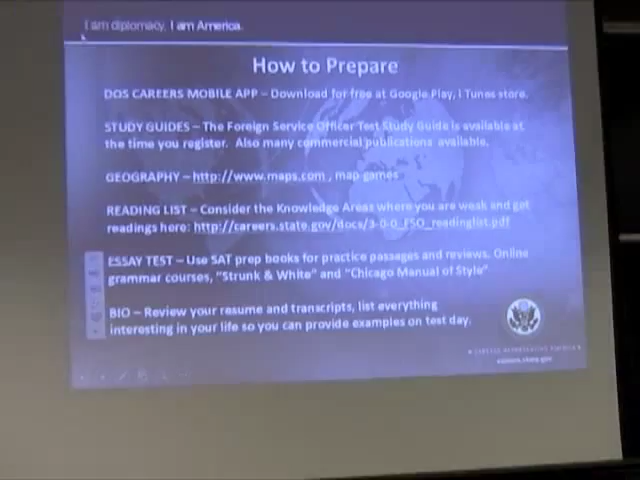 I am diplomacy. I am America.
How to Prepare
DOS CAREERS MOBILE APP – Download for free at Google Play, I Tunes store.
STUDY GUIDES – The Foreign Service Officer Test Study Guide is available at
the time you register. Also many commercial publications available.
GEOGRAPHY – http://www.maps.com , map games
READING LIST – Consider the Knowledge Areas where you are weak and get
readings here: http://careers.state.gov/docs/3-0-0_FSO_readinglist.pdf
ESSAY TEST – Use SAT prep books for practice passages and reviews. Online
grammar courses, "Strunk & White" and "Chicago Manual of Style"
BIO – Review your resume and transcripts, list everything
interesting in your life so you can provide examples on test day.
careers.state.gov